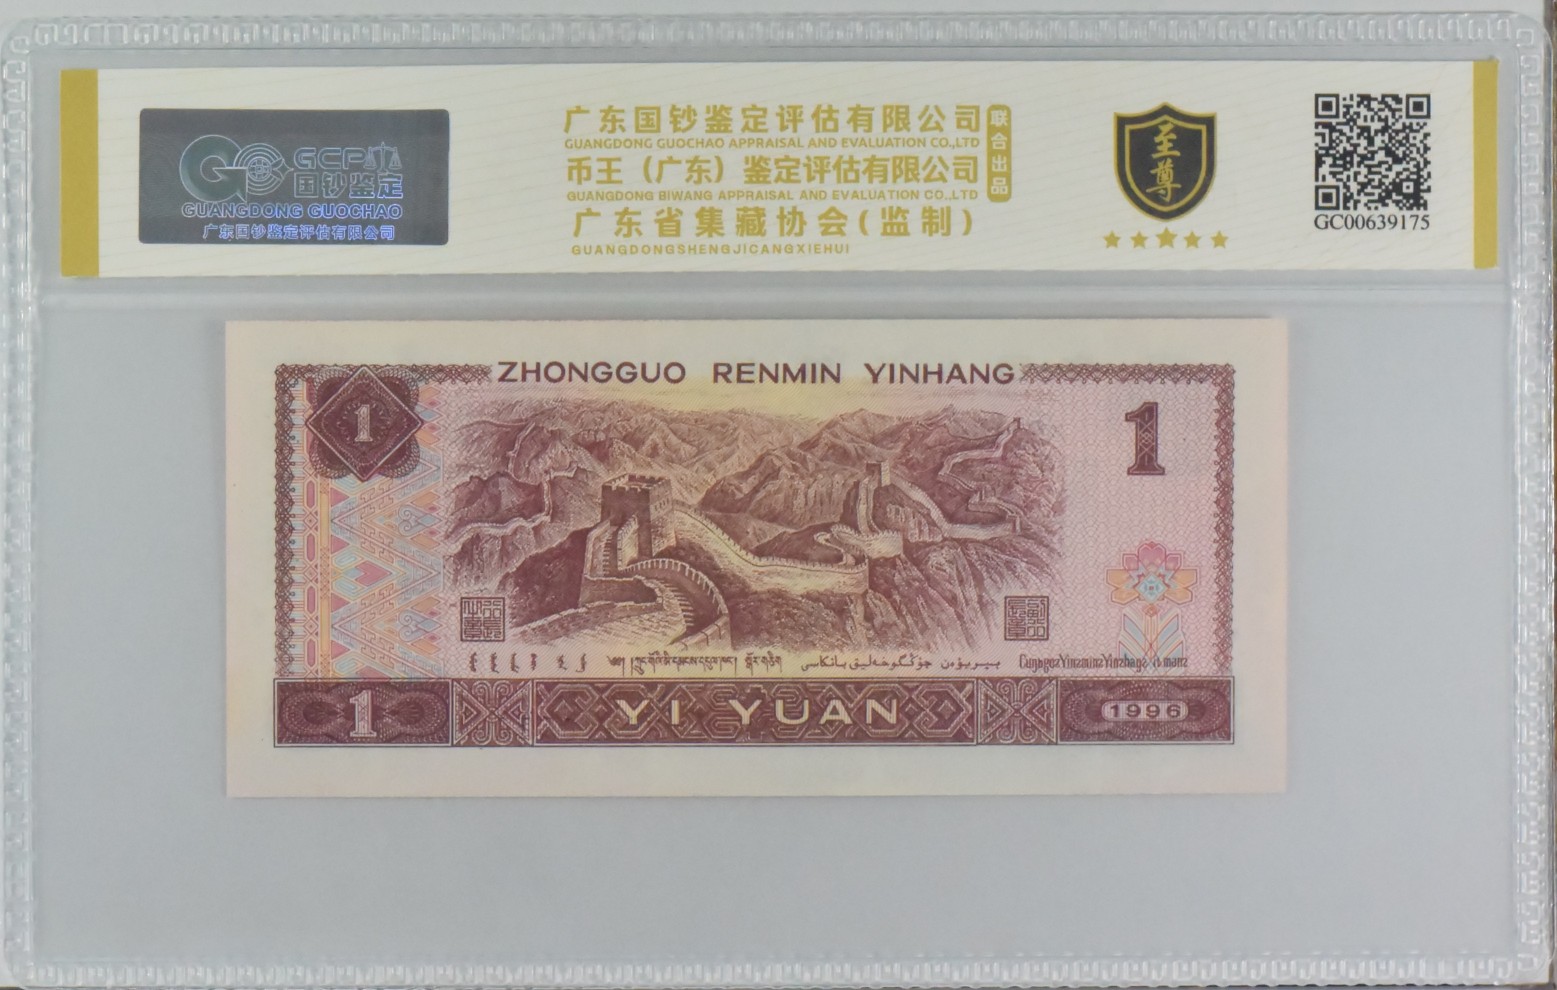 GCP
国钞鉴定
GUANGDONG GUOCHAO
广东国钞鉴定评估有限公司
广东国钞鉴定评估有限公司
GUANGDONG GUOCHAO APPRAISAL AND EVALUATION CO.,LTD
币王（广东）鉴定评估有限公司
GUANGDONG BIWANG APPRAISAL AND EVALUATION CO.,LTD
广东省集藏协会(监制)
GUANGDONGSHENGJICANGXIEHUI
联合出品
至尊
GC00639175
ZHONGGUO RENMIN YINHANG
1
1
1
YI YUAN
1996